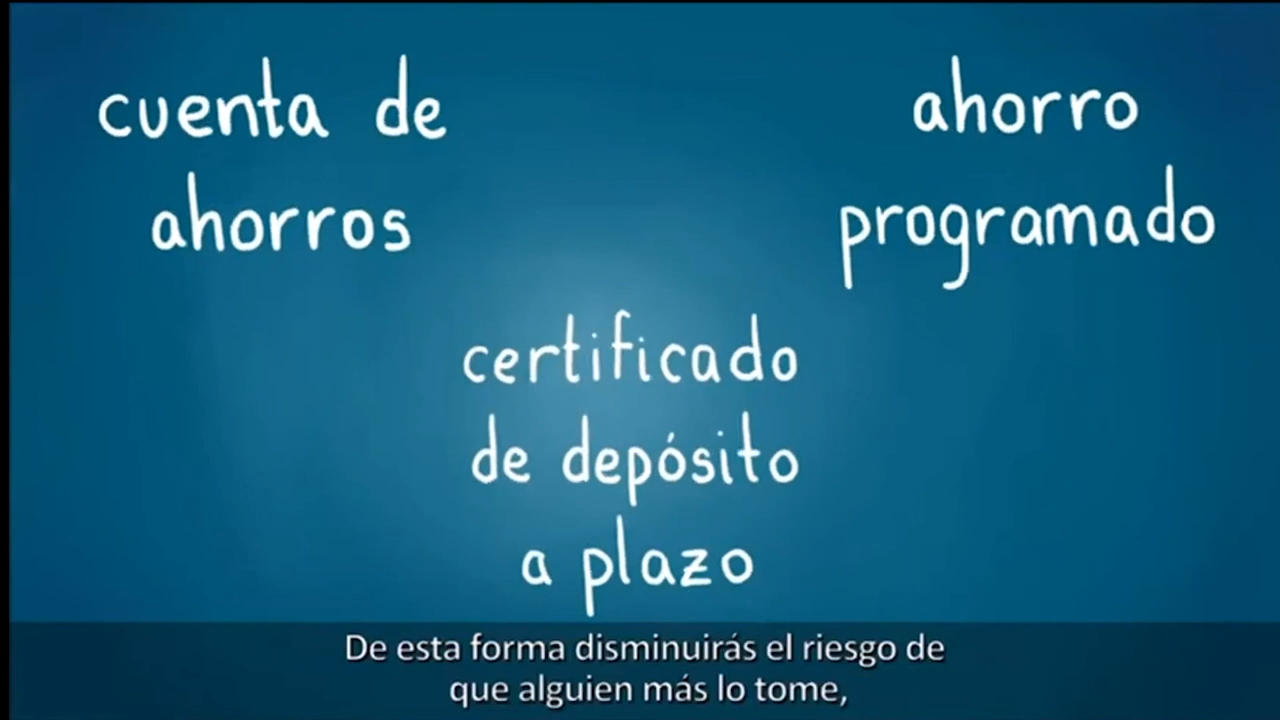 cuenta de
ahorros
ahorro
programado
certificado
de depósito
a plazo
De esta forma disminuirás el riesgo de
que alguien más lo tome,